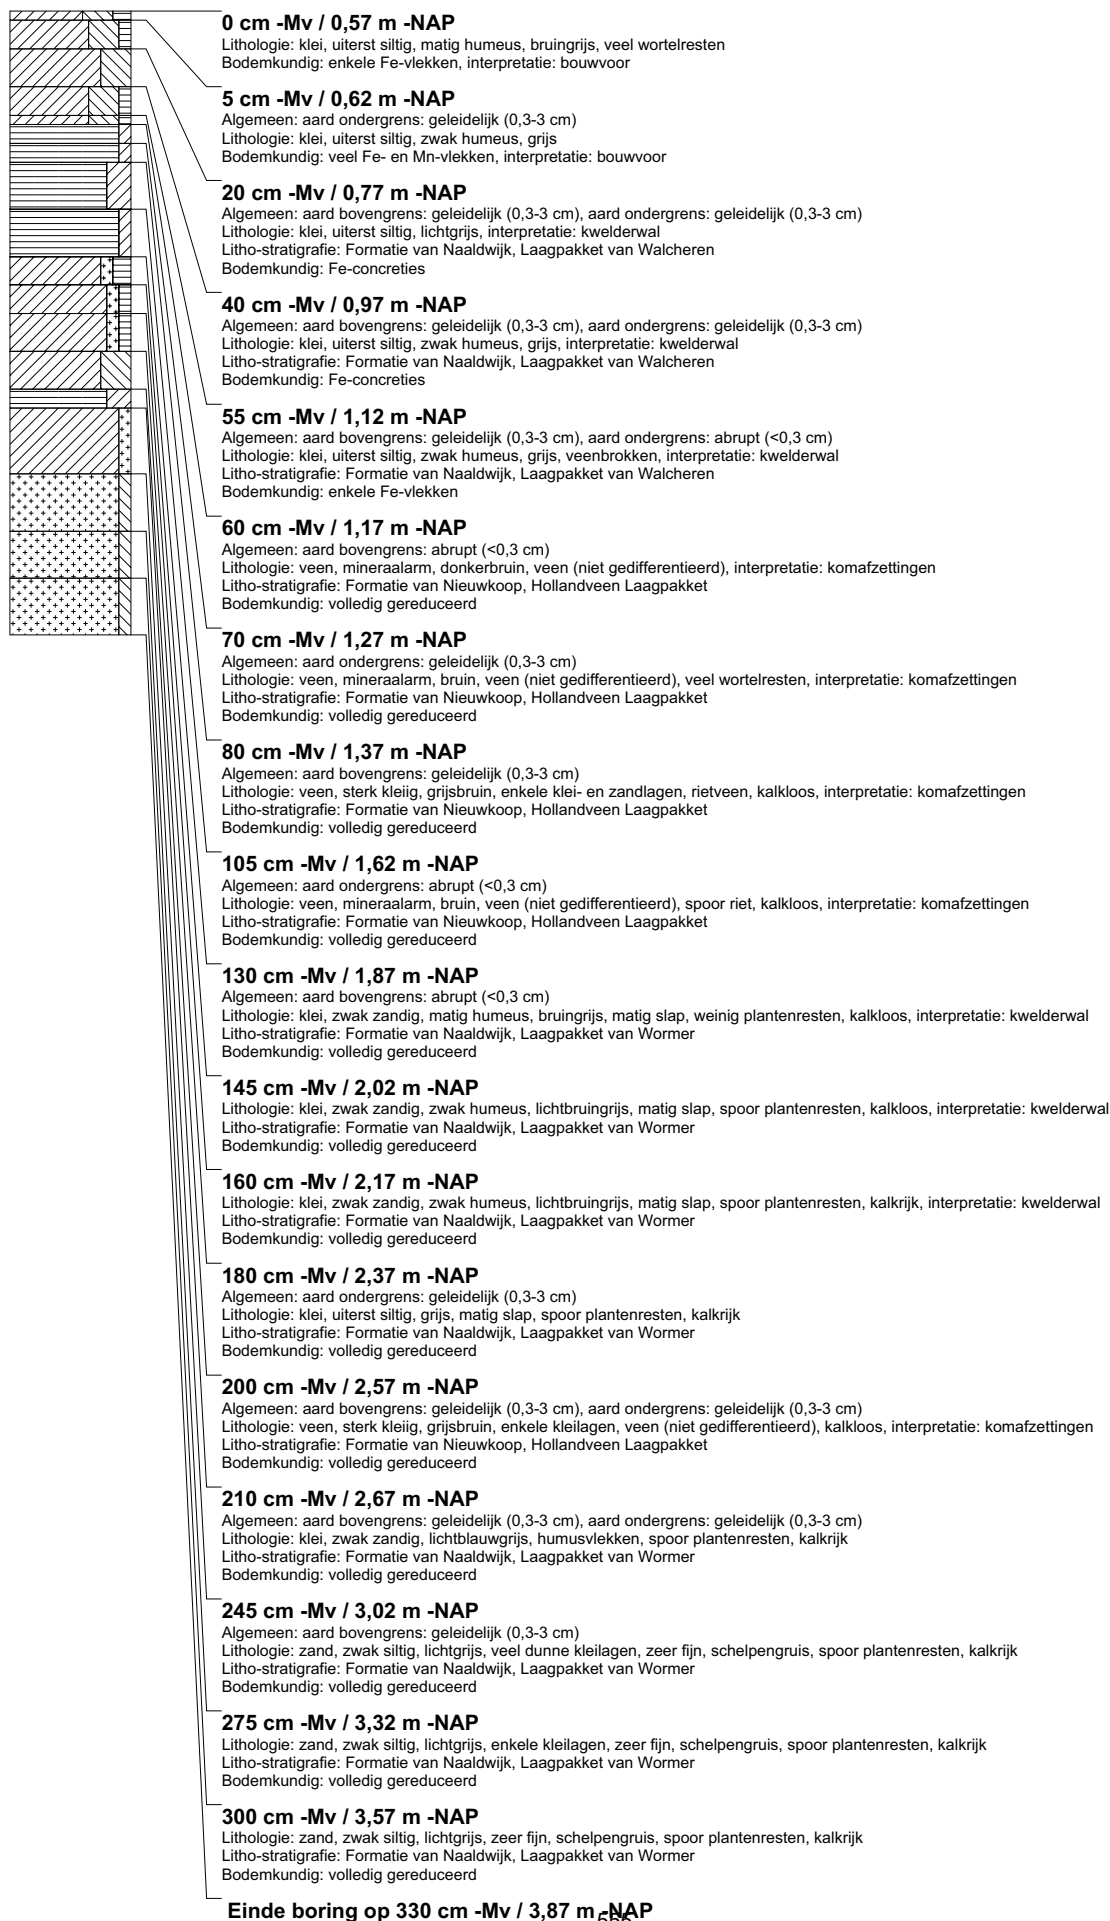 0 cm -Mv / 0,57 m -NAP
Lithologie: klei, uiterst siltig, matig humeus, bruingrijs, veel wortelresten
Bodemkundig: enkele Fe-vlekken, interpretatie: bouwvoor
5 cm -Mv / 0,62 m -NAP
Algemeen: aard ondergrens: geleidelijk (0,3-3 cm)
Lithologie: klei, uiterst siltig, zwak humeus, grijs
Bodemkundig: veel Fe- en Mn-vlekken, interpretatie: bouwvoor
20 cm -Mv / 0,77 m -NAP
Algemeen: aard bovengrens: geleidelijk (0,3-3 cm), aard ondergrens: geleidelijk (0,3-3 cm)
Lithologie: klei, uiterst siltig, lichtgrijs, interpretatie: kwelderwal
Litho-stratigrafie: Formatie van Naaldwijk, Laagpakket van Walcheren
Bodemkundig: Fe-concreties
40 cm -Mv / 0,97 m -NAP
Algemeen: aard bovengrens: geleidelijk (0,3-3 cm), aard ondergrens: geleidelijk (0,3-3 cm)
Lithologie: klei, uiterst siltig, zwak humeus, grijs, interpretatie: kwelderwal
Litho-stratigrafie: Formatie van Naaldwijk, Laagpakket van Walcheren
Bodemkundig: Fe-concreties
55 cm -Mv / 1,12 m -NAP
Algemeen: aard bovengrens: geleidelijk (0,3-3 cm), aard ondergrens: abrupt (<0,3 cm)
Lithologie: klei, uiterst siltig, zwak humeus, grijs, veenbrokken, interpretatie: kwelderwal
Litho-stratigrafie: Formatie van Naaldwijk, Laagpakket van Walcheren
Bodemkundig: enkele Fe-vlekken
60 cm -Mv / 1,17 m -NAP
Algemeen: aard bovengrens: abrupt (<0,3 cm)
Lithologie: veen, mineraalarm, donkerbruin, veen (niet gedifferentieerd), interpretatie: komafzettingen
Litho-stratigrafie: Formatie van Nieuwkoop, Hollandveen Laagpakket
Bodemkundig: volledig gereduceerd
70 cm -Mv / 1,27 m -NAP
Algemeen: aard ondergrens: geleidelijk (0,3-3 cm)
Lithologie: veen, mineraalarm, bruin, veen (niet gedifferentieerd), veel wortelresten, interpretatie: komafzettingen
Litho-stratigrafie: Formatie van Nieuwkoop, Hollandveen Laagpakket
Bodemkundig: volledig gereduceerd
80 cm -Mv / 1,37 m -NAP
Algemeen: aard bovengrens: geleidelijk (0,3-3 cm)
Lithologie: veen, sterk kleiig, grijsbruin, enkele klei- en zandlagen, rietveen, kalkloos, interpretatie: komafzettingen
Litho-stratigrafie: Formatie van Nieuwkoop, Hollandveen Laagpakket
Bodemkundig: volledig gereduceerd
105 cm -Mv / 1,62 m -NAP
Algemeen: aard ondergrens: abrupt (<0,3 cm)
Lithologie: veen, mineraalarm, bruin, veen (niet gedifferentieerd), spoor riet, kalkloos, interpretatie: komafzettingen
Litho-stratigrafie: Formatie van Nieuwkoop, Hollandveen Laagpakket
Bodemkundig: volledig gereduceerd
130 cm -Mv / 1,87 m -NAP
Algemeen: aard bovengrens: abrupt (<0,3 cm)
Lithologie: klei, zwak zandig, matig humeus, bruingrijs, matig slap, weinig plantenresten, kalkloos, interpretatie: kwelderwal
Litho-stratigrafie: Formatie van Naaldwijk, Laagpakket van Wormer
Bodemkundig: volledig gereduceerd
145 cm -Mv / 2,02 m -NAP
Lithologie: klei, zwak zandig, zwak humeus, lichtbruingrijs, matig slap, spoor plantenresten, kalkloos, interpretatie: kwelderwal
Litho-stratigrafie: Formatie van Naaldwijk, Laagpakket van Wormer
Bodemkundig: volledig gereduceerd
160 cm -Mv / 2,17 m -NAP
Lithologie: klei, zwak zandig, zwak humeus, lichtbruingrijs, matig slap, spoor plantenresten, kalkrijk, interpretatie: kwelderwal
Litho-stratigrafie: Formatie van Naaldwijk, Laagpakket van Wormer
Bodemkundig: volledig gereduceerd
180 cm -Mv / 2,37 m -NAP
Algemeen: aard ondergrens: geleidelijk (0,3-3 cm)
Lithologie: klei, uiterst siltig, grijs, matig slap, spoor plantenresten, kalkrijk
Litho-stratigrafie: Formatie van Naaldwijk, Laagpakket van Wormer
Bodemkundig: volledig gereduceerd
200 cm -Mv / 2,57 m -NAP
Algemeen: aard bovengrens: geleidelijk (0,3-3 cm), aard ondergrens: geleidelijk (0,3-3 cm)
Lithologie: veen, sterk kleiig, grijsbruin, enkele kleilagen, veen (niet gedifferentieerd), kalkloos, interpretatie: komafzettingen
Litho-stratigrafie: Formatie van Nieuwkoop, Hollandveen Laagpakket
Bodemkundig: volledig gereduceerd
210 cm -Mv / 2,67 m -NAP
Algemeen: aard bovengrens: geleidelijk (0,3-3 cm), aard ondergrens: geleidelijk (0,3-3 cm)
Lithologie: klei, zwak zandig, lichtblauwgrijs, humusvlekken, spoor plantenresten, kalkrijk
Litho-stratigrafie: Formatie van Naaldwijk, Laagpakket van Wormer
Bodemkundig: volledig gereduceerd
245 cm -Mv / 3,02 m -NAP
Algemeen: aard bovengrens: geleidelijk (0,3-3 cm)
Lithologie: zand, zwak siltig, lichtgrijs, veel dunne kleilagen, zeer fijn, schelpengruis, spoor plantenresten, kalkrijk
Litho-stratigrafie: Formatie van Naaldwijk, Laagpakket van Wormer
Bodemkundig: volledig gereduceerd
275 cm -Mv / 3,32 m -NAP
Lithologie: zand, zwak siltig, lichtgrijs, enkele kleilagen, zeer fijn, schelpengruis, spoor plantenresten, kalkrijk
Litho-stratigrafie: Formatie van Naaldwijk, Laagpakket van Wormer
Bodemkundig: volledig gereduceerd
300 cm -Mv / 3,57 m -NAP
Lithologie: zand, zwak siltig, lichtgrijs, zeer fijn, schelpengruis, spoor plantenresten, kalkrijk
Litho-stratigrafie: Formatie van Naaldwijk, Laagpakket van Wormer
Bodemkundig: volledig gereduceerd
Einde boring op 330 cm -Mv / 3,87 m -NAP